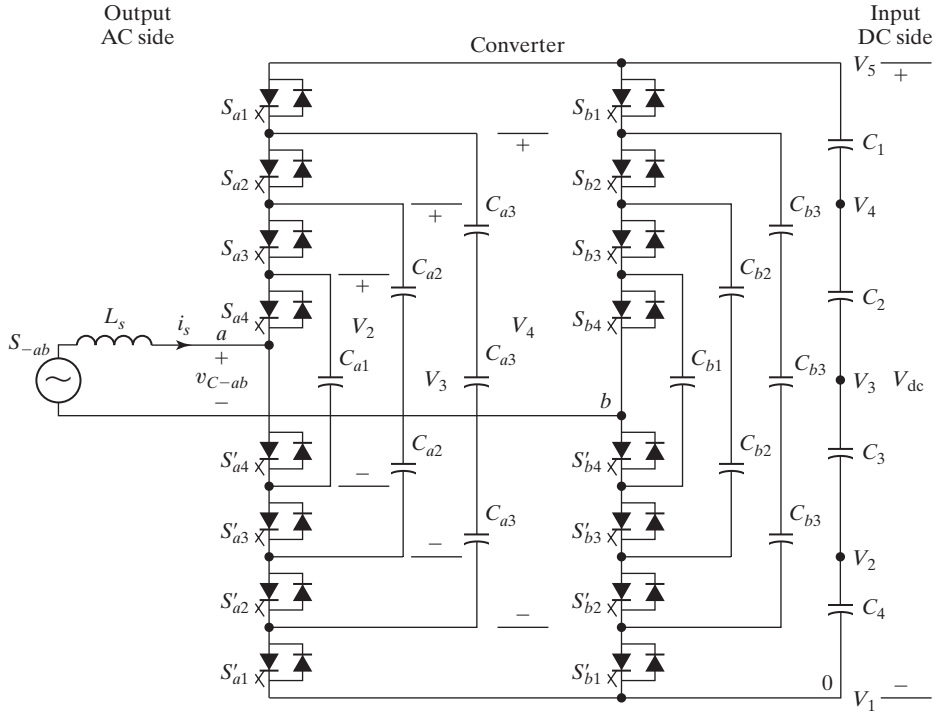 Output
AC side
Input
DC side
Converter
V5
+
Sa1
Sb1
C1
+
Sa2
Sb2
Ca3
Cb3
V4
+
Sa3
Sb3
Ca2
Cb2
+
C2
Sa4
Sb4
Ls
is
a
V2
V4
S−ab
+
vC−ab
−
Ca1
V3
Ca3
Cb1
Cb3
V3
Vdc
b
S′a4
S′b4
Ca2
Cb2
C3
−
Ca3
Cb3
S′a3
S′b3
−
V2
S′a2
S′b2
C4
−
S′a1
S′b1
0
V1
−